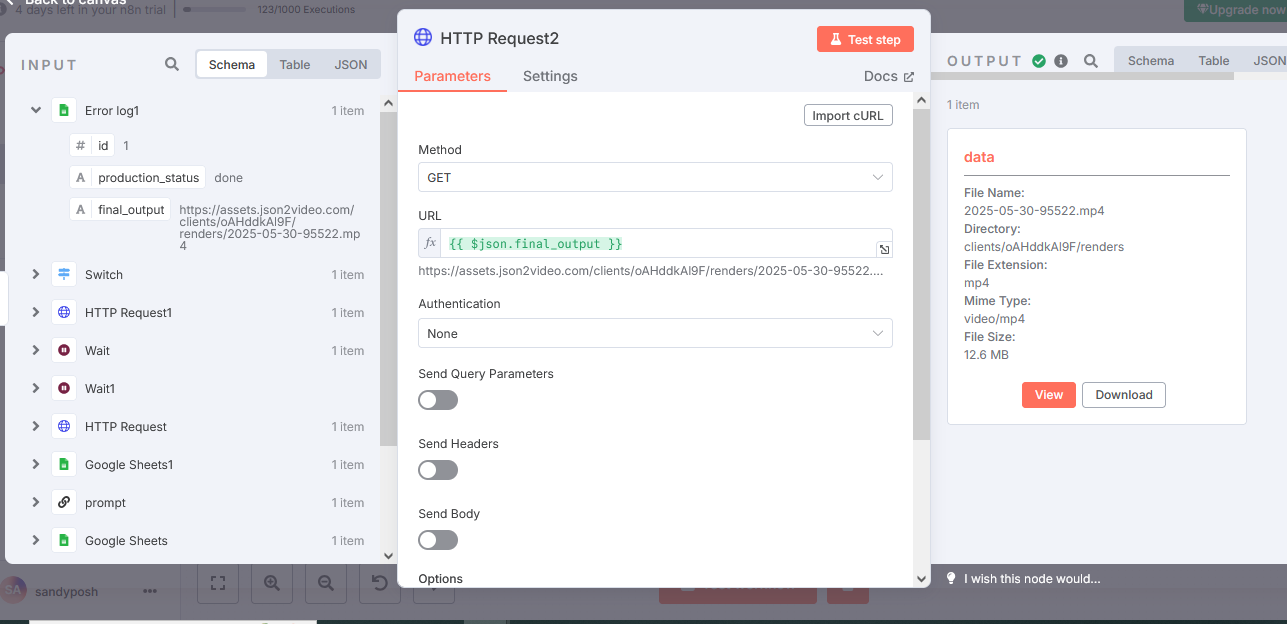 Back to canvas
4 days left in your n8n trial
123/1000 Executions
Upgrade now
INPUT
Schema
Table
JSON
Error log1
1 item
# id 1
A production_status done
A final_output https://assets.json2video.com/
clients/oAHddkAl9F/
renders/2025-05-30-95522.mp
4
Switch
1 item
HTTP Request1
1 item
Wait
1 item
Wait1
1 item
HTTP Request
1 item
Google Sheets1
1 item
prompt
1 item
Google Sheets
1 item
SA
sandyposh
HTTP Request2
Test step
Parameters
Settings
Docs
Import cURL
Method
GET
URL
fx {{ $json.final_output }}
https://assets.json2video.com/clients/oAHddkAl9F/renders/2025-05-30-95522....
Authentication
None
Send Query Parameters
Send Headers
Send Body
Options
OUTPUT
Schema
Table
JSON
1 item
data
File Name:
2025-05-30-95522.mp4
Directory:
clients/oAHddkAl9F/renders
File Extension:
mp4
Mime Type:
video/mp4
File Size:
12.6 MB
View
Download
I wish this node would...